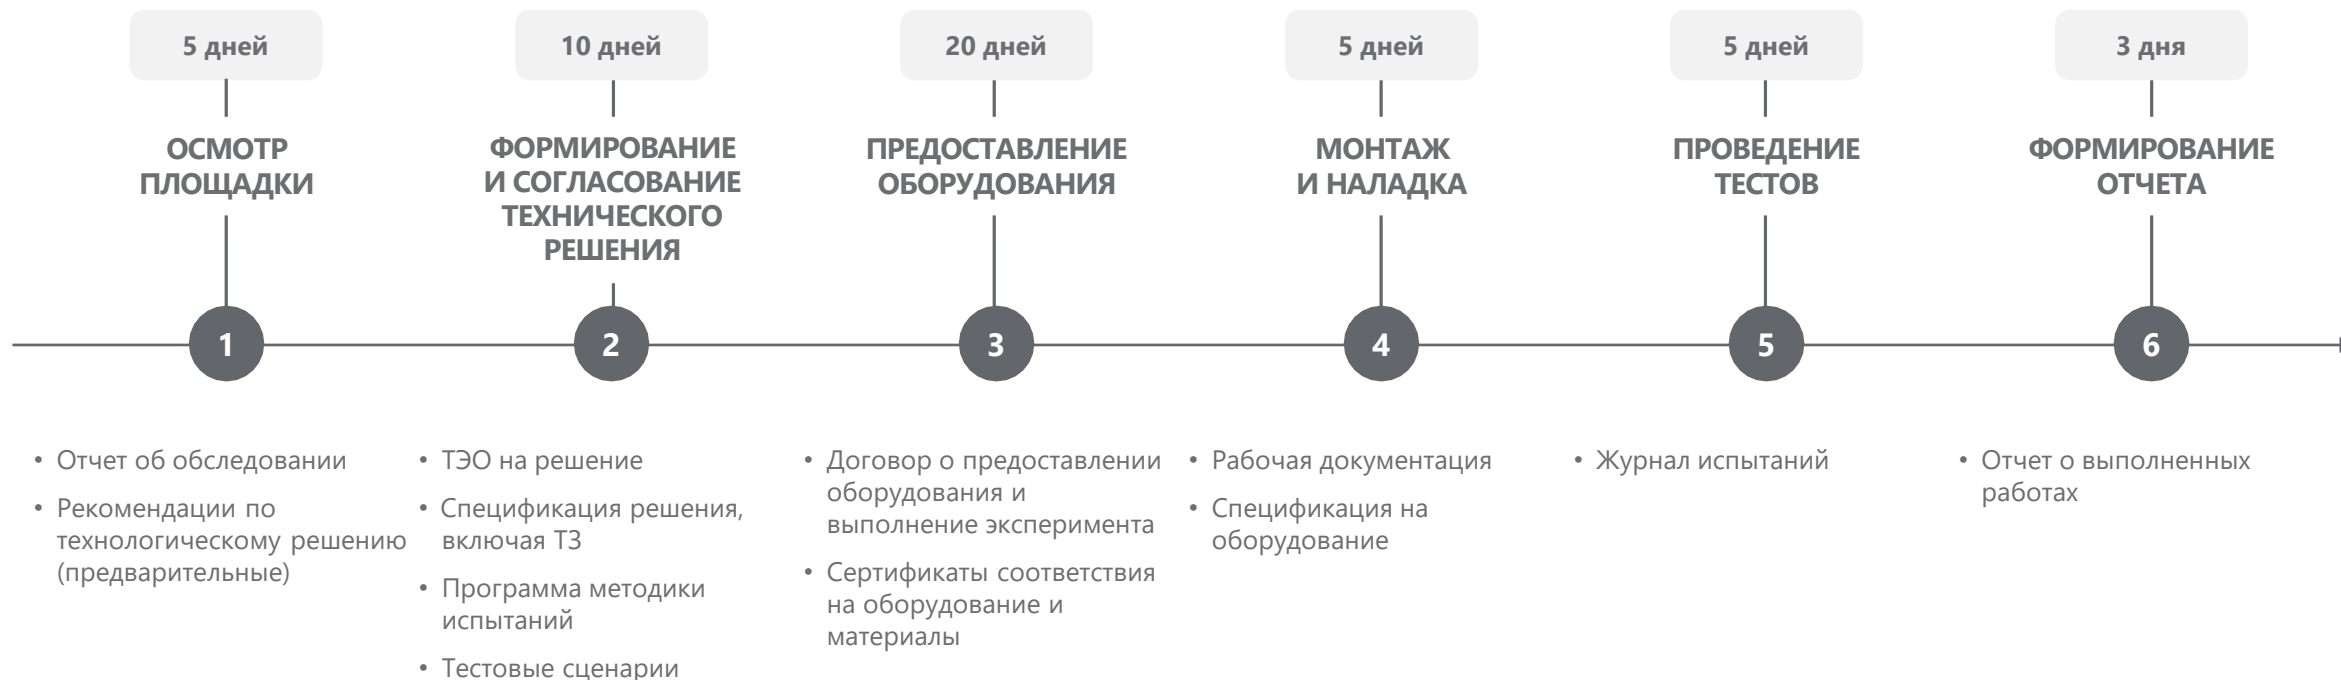 5 дней
ОСМОТР
ПЛОЩАДКИ
1
• Отчет об обследовании
• Рекомендации по
технологическому решению
(предварительные)
10 дней
ФОРМИРОВАНИЕ
И СОГЛАСОВАНИЕ
ТЕХНИЧЕСКОГО
РЕШЕНИЯ
2
• ТЭО на решение
• Спецификация решения,
включая ТЗ
• Программа методики
испытаний
• Тестовые сценарии
20 дней
ПРЕДОСТАВЛЕНИЕ
ОБОРУДОВАНИЯ
3
• Договор о предоставлении
оборудования и
выполнение эксперимента
• Сертификаты соответствия
на оборудование и
материалы
5 дней
МОНТАЖ
И НАЛАДКА
4
• Рабочая документация
• Спецификация на
оборудование
5 дней
ПРОВЕДЕНИЕ
ТЕСТОВ
5
• Журнал испытаний
3 дня
ФОРМИРОВАНИЕ
ОТЧЕТА
6
• Отчет о выполненных
работах